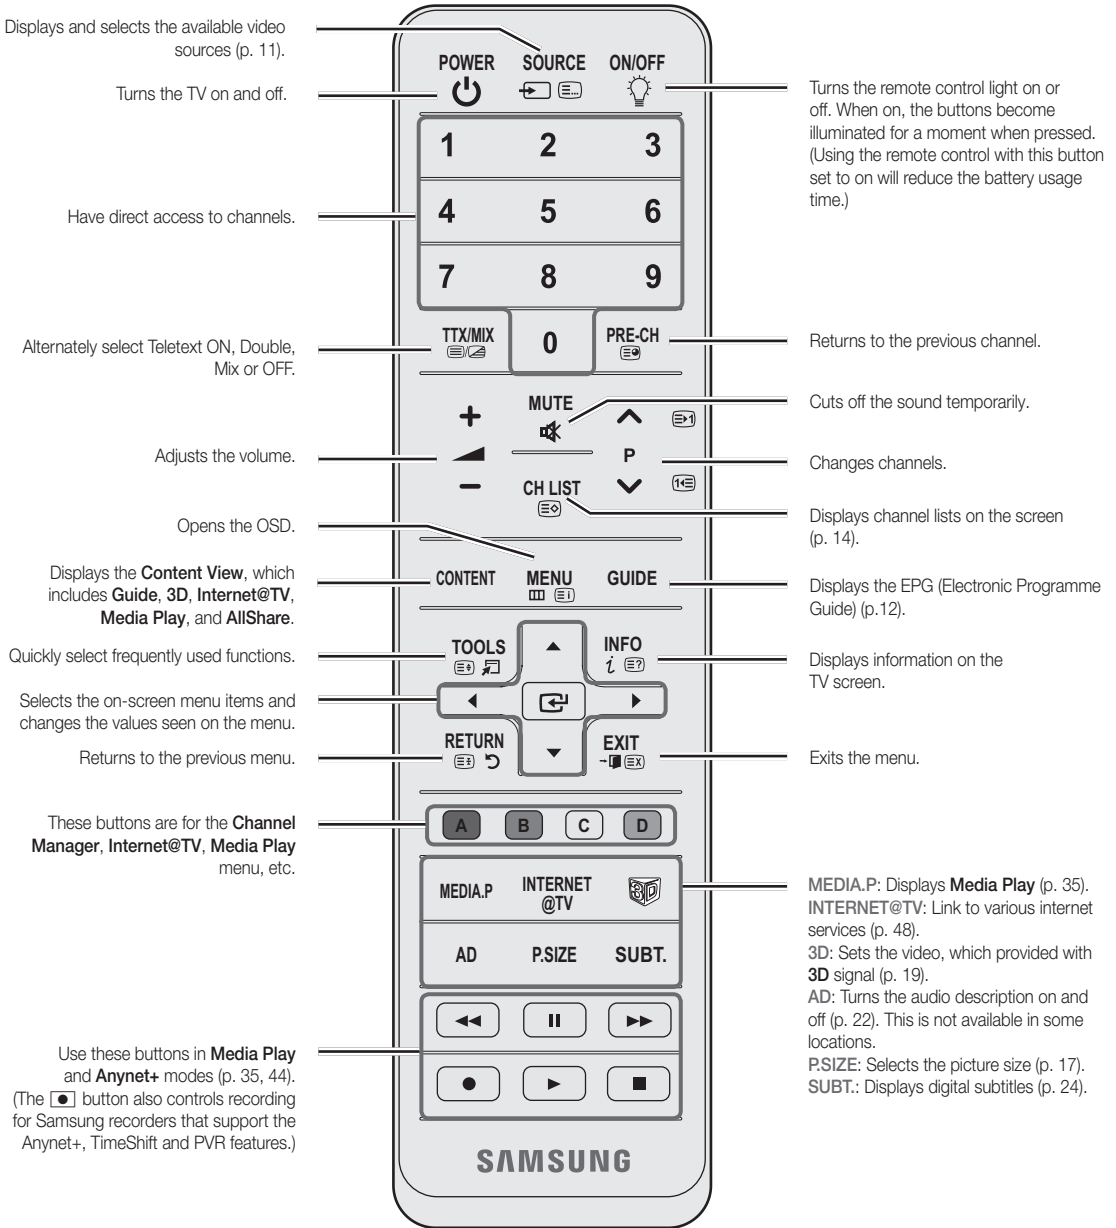 Displays and selects the available video
sources (p. 11).
Turns the TV on and off.
Have direct access to channels.
Alternately select Teletext ON, Double,
Mix or OFF.
Adjusts the volume.
Opens the OSD.
Displays the Content View, which
includes Guide, 3D, Internet@TV,
Media Play, and AllShare.
Quickly select frequently used functions.
Selects the on-screen menu items and
changes the values seen on the menu.
Returns to the previous menu.
These buttons are for the Channel
Manager, Internet@TV, Media Play
menu, etc.
Use these buttons in Media Play
and Anynet+ modes (p. 35, 44).
(The button also controls recording
for Samsung recorders that support the
Anynet+, TimeShift and PVR features.)
POWER SOURCE ON/OFF
1 2 3
4 5 6
7 8 9
TTX/MIX 0 PRE-CH
+ MUTE
P
− CH LIST
CONTENT MENU GUIDE
TOOLS INFO
i
RETURN EXIT
A B C D
MEDIA.P INTERNET 3D
@TV
AD P.SIZE SUBT.
SAMSUNG
Turns the remote control light on or
off. When on, the buttons become
illuminated for a moment when pressed.
(Using the remote control with this button
set to on will reduce the battery usage
time.)
Returns to the previous channel.
Cuts off the sound temporarily.
Changes channels.
Displays channel lists on the screen
(p. 14).
Displays the EPG (Electronic Programme
Guide) (p.12).
Displays information on the
TV screen.
Exits the menu.
MEDIA.P: Displays Media Play (p. 35).
INTERNET@TV: Link to various internet
services (p. 48).
3D: Sets the video, which provided with
3D signal (p. 19).
AD: Turns the audio description on and
off (p. 22). This is not available in some
locations.
P.SIZE: Selects the picture size (p. 17).
SUBT.: Displays digital subtitles (p. 24).